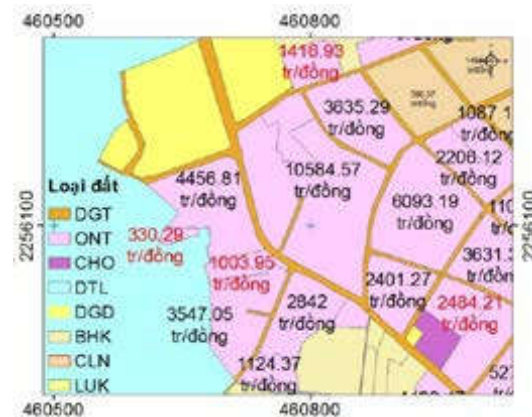 460500 460800
1416.93
tr/đồng
3635.29
tr/đồng
1087.1
tr/đồng
2206.12
tr/đồng
4456.81
tr/đồng
10584.57
tr/đồng
6093.19
tr/đồng
Loại đất
DGT
ONT
CHO
DTL
DGD
BHK
CLN
LUK
2256100
2256100
330.29
tr/đồng
1003.95
tr/đồng
3631.3
tr/đồng
2401.27
tr/đồng
2484.21
tr/đồng
3547.05
tr/đồng
2842
tr/đồng
1124.37
tr/đồng
460500 460800